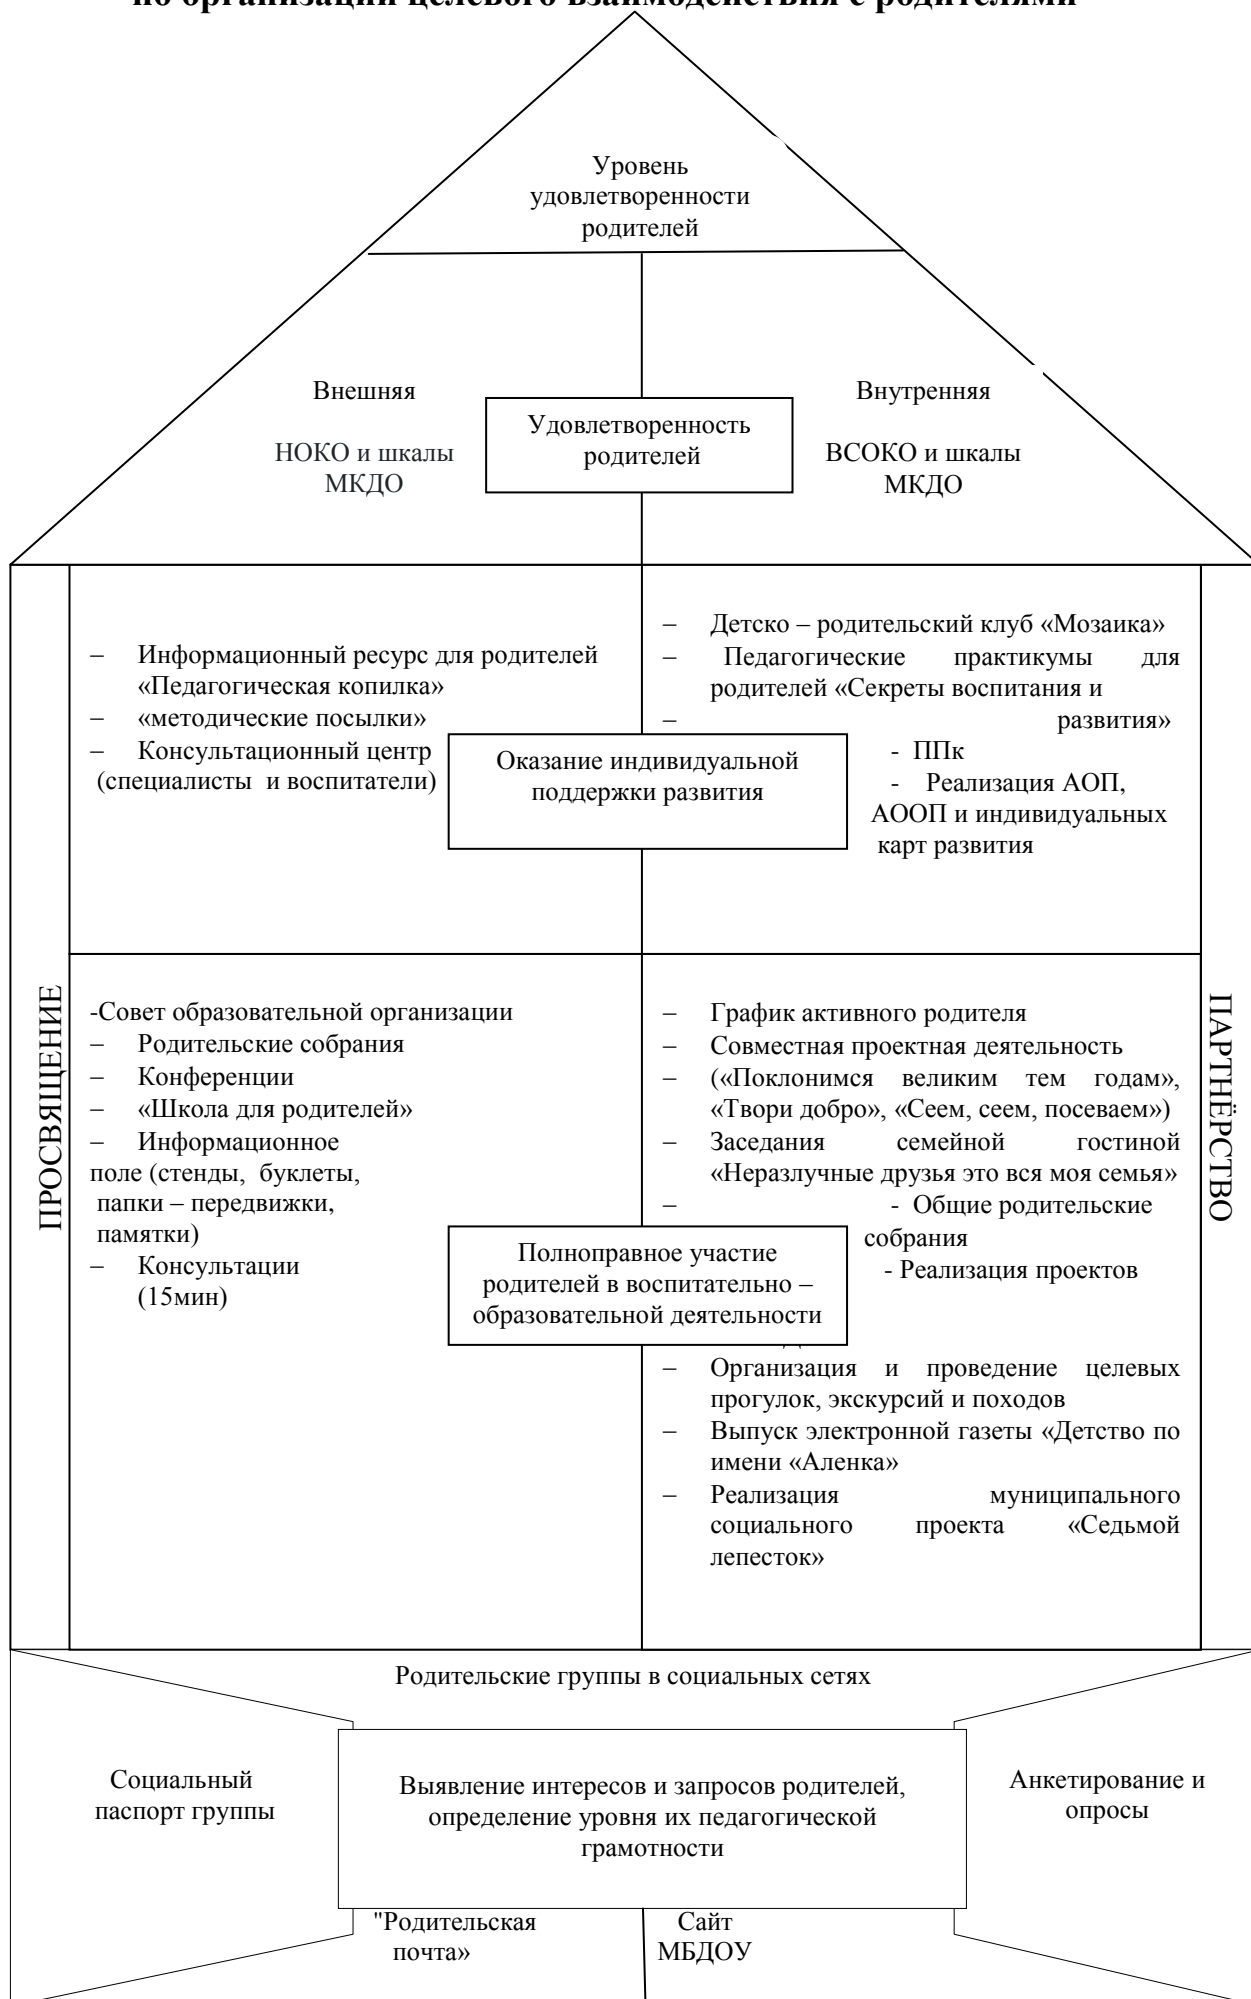 по организации целевого взаимодействия с родителями
Уровень
удовлетворенности
родителей
Внешняя
НОКО и шкалы
МКДО
Удовлетворенность
родителей
Внутренняя
ВСОКО и шкалы
МКДО
ПРОСВЯЩЕНИЕ
– Информационный ресурс для родителей
«Педагогическая копилка»
– «методические посылки»
– Консультационный центр
(специалисты и воспитатели)
Оказание индивидуальной
поддержки развития
– Детско – родительский клуб «Мозаика»
– Педагогические практикумы для
родителей «Секреты воспитания и
– развития»
- ППк
- Реализация АОП,
АООП и индивидуальных
карт развития
-Совет образовательной организации
– Родительские собрания
– Конференции
– «Школа для родителей»
– Информационное
поле (стенды, буклеты,
папки – передвижки,
памятки)
– Консультации
(15мин)
Полноправное участие
родителей в воспитательно –
образовательной деятельности
– График активного родителя
– Совместная проектная деятельность
– («Поклонимся великим тем годам»,
«Твори добро», «Сеем, сеем, посеваем»)
– Заседания семейной гостиной
«Неразлучные друзья это вся моя семья»
– - Общие родительские
собрания
- Реализация проектов
– Организация и проведение целевых
прогулок, экскурсий и походов
– Выпуск электронной газеты «Детство по
имени «Аленка»
– Реализация муниципального
социального проекта «Седьмой
лепесток»
ПАРТНЁРСТВО
Родительские группы в социальных сетях
Социальный
паспорт группы
Выявление интересов и запросов родителей,
определение уровня их педагогической
грамотности
Анкетирование и
опросы
"Родительская
почта»
Сайт
МБДОУ